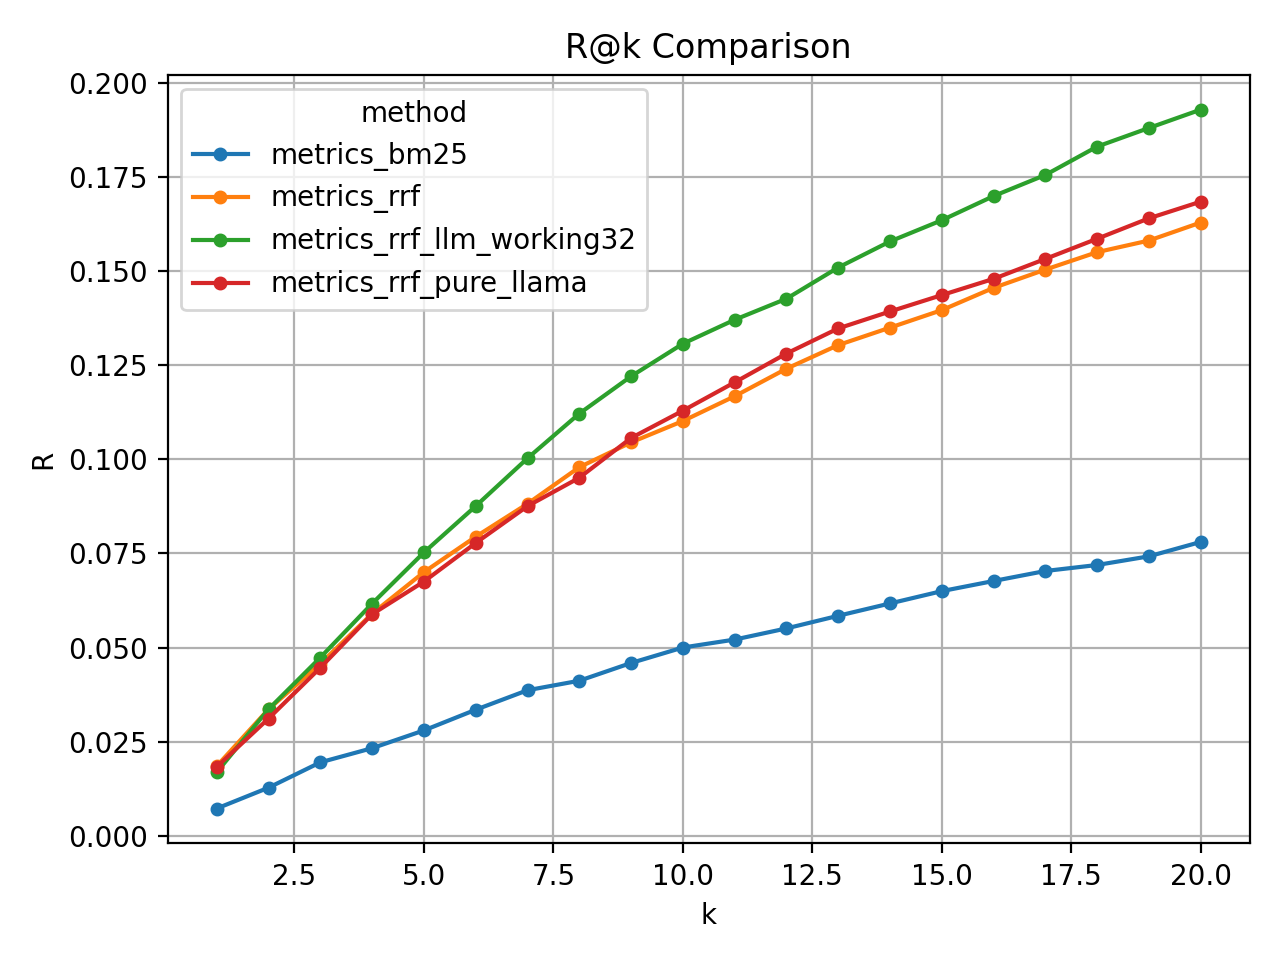 R@k Comparison
method
metrics_bm25
metrics_rrf
metrics_rrf_llm_working32
metrics_rrf_pure_llama
R
0.200
0.175
0.150
0.125
0.100
0.075
0.050
0.025
0.000
2.5 5.0 7.5 10.0 12.5 15.0 17.5 20.0
k